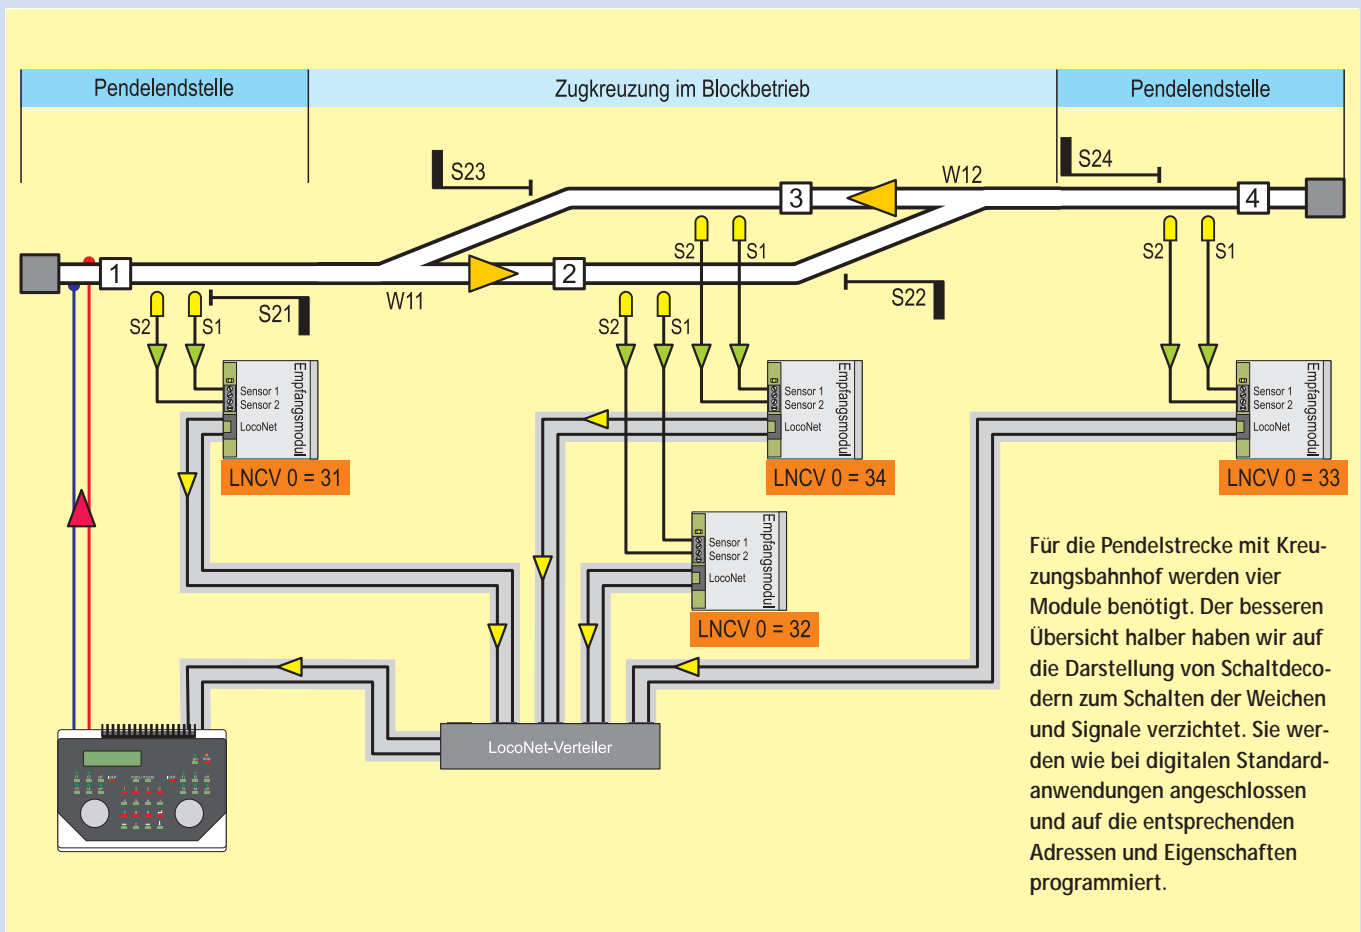 Pendelendstelle
Zugkreuzung im Blockbetrieb
Pendelendstelle
S23
S24
W12
3
4
1
2
S2
S1
S21
W11
S2
S1
S2
S1
S22
S2
S1
Sensor 1
Sensor 2
LocoNet
Empfangsmodul
LNCV 0 = 31
Sensor 1
Sensor 2
LocoNet
Empfangsmodul
LNCV 0 = 34
Sensor 1
Sensor 2
LocoNet
Empfangsmodul
LNCV 0 = 33
Sensor 1
Sensor 2
LocoNet
Empfangsmodul
LNCV 0 = 32
LocoNet-Verteiler
Für die Pendelstrecke mit Kreu-
zungsbahnhof werden vier
Module benötigt. Der besseren
Übersicht halber haben wir auf
die Darstellung von Schaltdeco-
dern zum Schalten der Weichen
und Signale verzichtet. Sie wer-
den wie bei digitalen Standard-
anwendungen angeschlossen
und auf die entsprechenden
Adressen und Eigenschaften
programmiert.